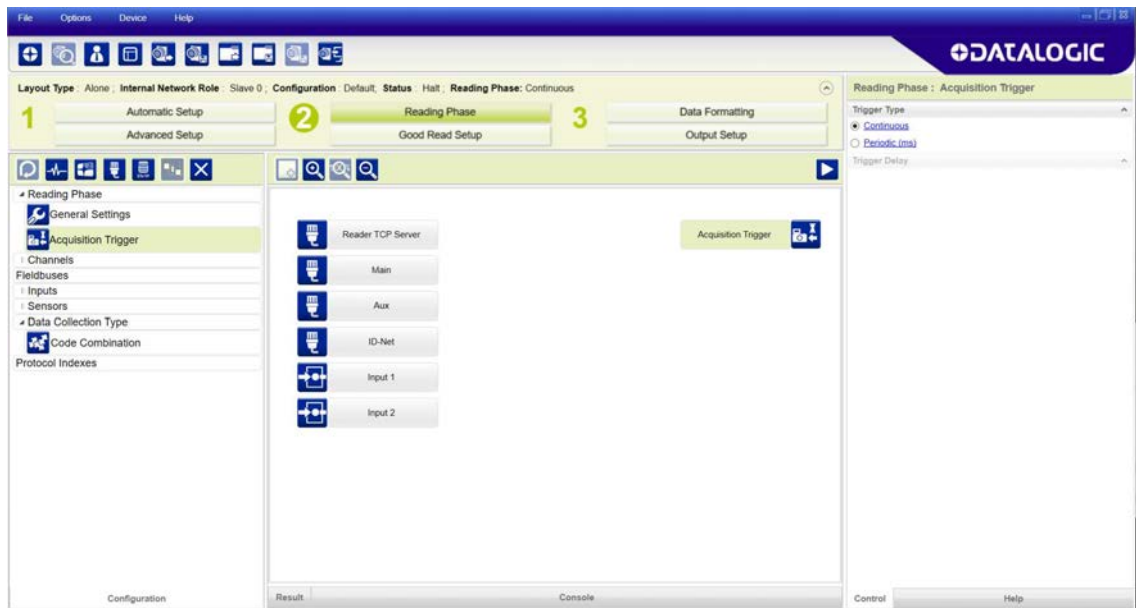 File Options Device Help
DATALOGIC
Layout Type : Alone ; Internal Network Role : Slave 0 ; Configuration : Default; Status : Halt ; Reading Phase: Continuous
1 Automatic Setup
Advanced Setup
2 Reading Phase
Good Read Setup
3 Data Formatting
Output Setup
Reading Phase
General Settings
Acquisition Trigger
Channels
Fieldbuses
Inputs
Sensors
Data Collection Type
Code Combination
Protocol Indexes
Configuration
Reader TCP Server
Main
Aux
ID-Net
Input 1
Input 2
Acquisition Trigger
Result Console
Reading Phase : Acquisition Trigger
Trigger Type
Continuous
Periodic (ms)
Trigger Delay
Control Help